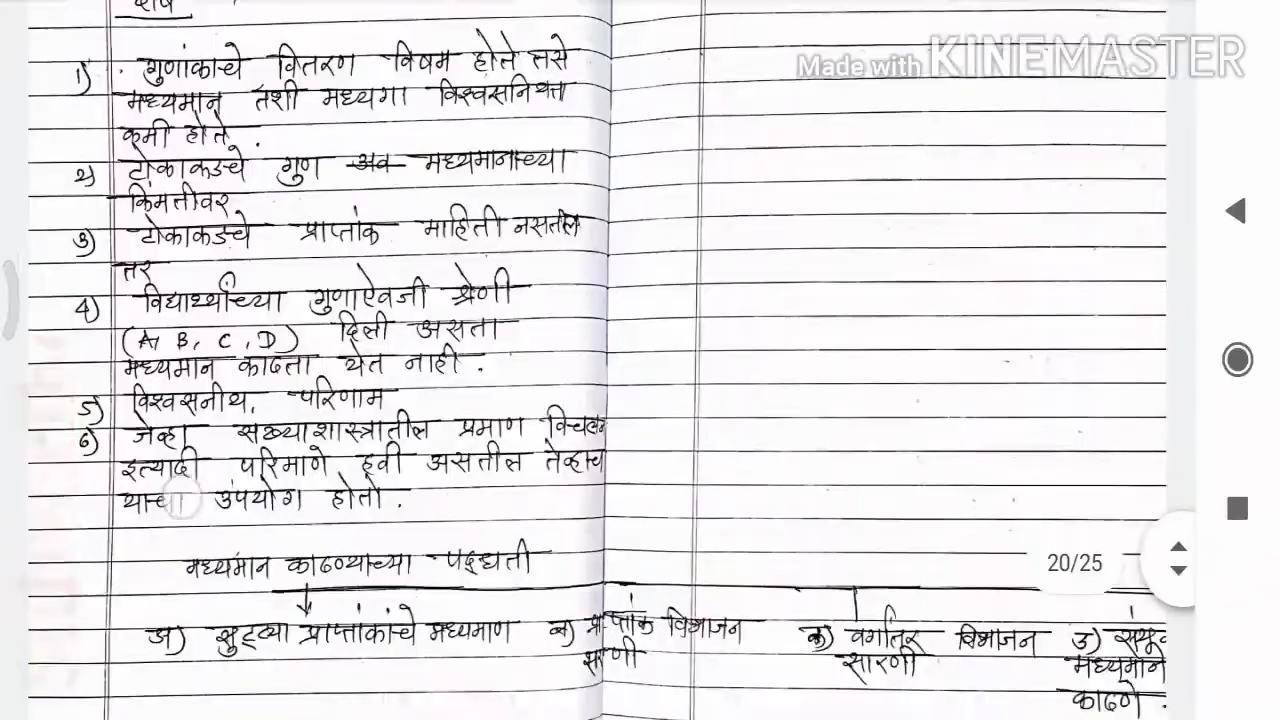 दोष
Made with KINEMASTER
1) गुणांकाचे वितरण विषम होते तसे
मध्यमान तशी मध्यगा विश्वसनियता
कमी होते.
2) टोकाकडचे गुण अव मध्यमानाच्या
किंमतीवर
3) टोकाकडचे प्राप्तांक माहिती नसतील
तर
4) विद्यार्थ्यांच्या गुणाऐवजी श्रेणी
(A, B, C, D) दिली असता
मध्यमान काढता येत नाही.
5) विश्वसनीय, परिणाम
6) जेव्हा संख्याशास्त्रातील प्रमाण विचलन
इत्यादी परिमाणे हवी असतील तेव्हाच
याचा उपयोग होतो.
मध्यमान काढण्याच्या पद्धती
20/25
अ) सुट्ट्या प्राप्तांकांचे मध्यमाण ब) प्राप्तांक विभाजन क) वर्गातर विभाजन ड)
सारणी सारणी मध्यमान
काढणे.